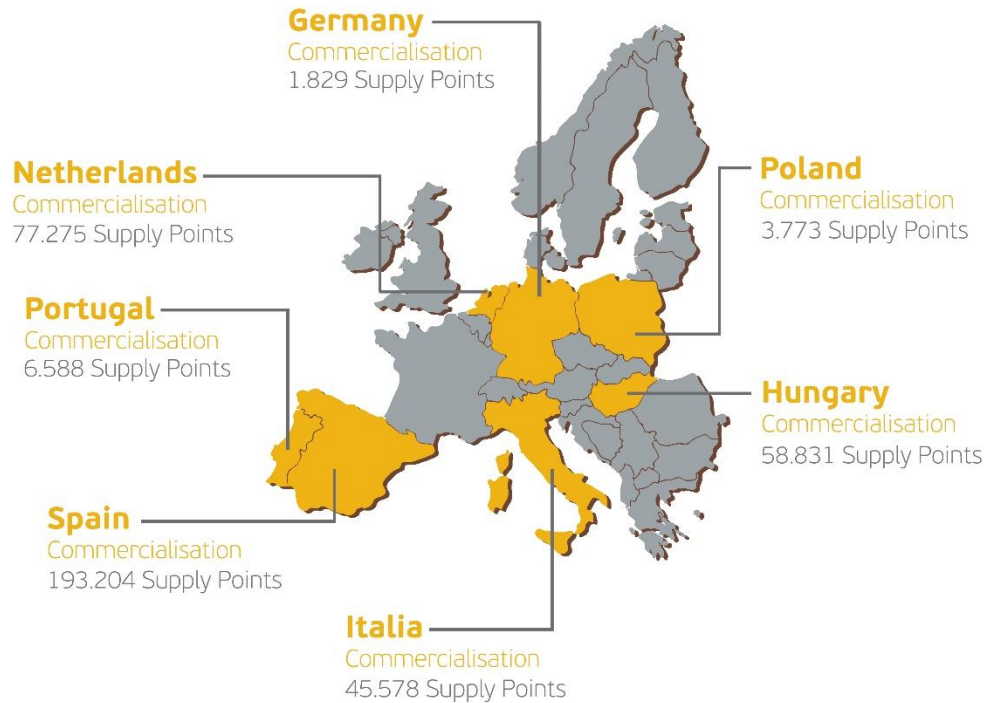 Germany
Commercialisation
1.829 Supply Points
Netherlands
Commercialisation
77.275 Supply Points
Poland
Commercialisation
3.773 Supply Points
Portugal
Commercialisation
6.588 Supply Points
Hungary
Commercialisation
58.831 Supply Points
Spain
Commercialisation
193.204 Supply Points
Italia
Commercialisation
45.578 Supply Points